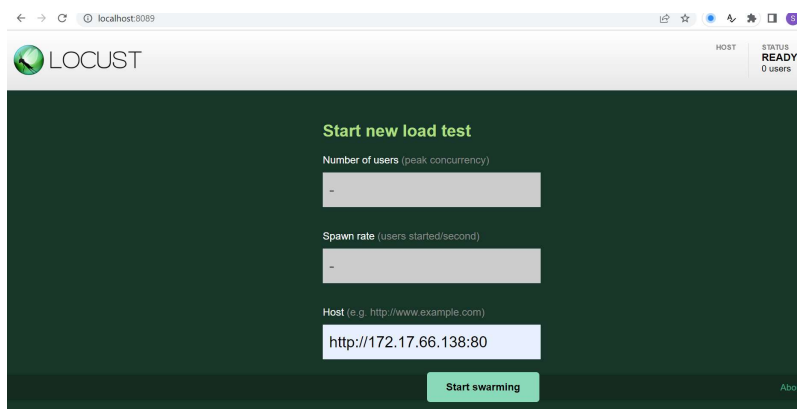 localhost:8089
S
LOCUST
HOST
STATUS
READY
0 users
Start new load test
Number of users (peak concurrency)
-
Spawn rate (users started/second)
-
Host (e.g. http://www.example.com)
http://172.17.66.138:80
Start swarming
Abo